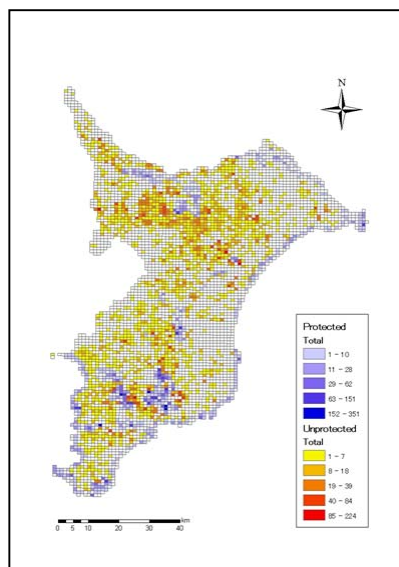 N
Protected
Total
1 - 10
11 - 28
29 - 62
63 - 151
152 - 351
Unprotected
Total
1 - 7
8 - 18
19 - 39
40 - 84
85 - 224
km
0 5 10 20 30 40